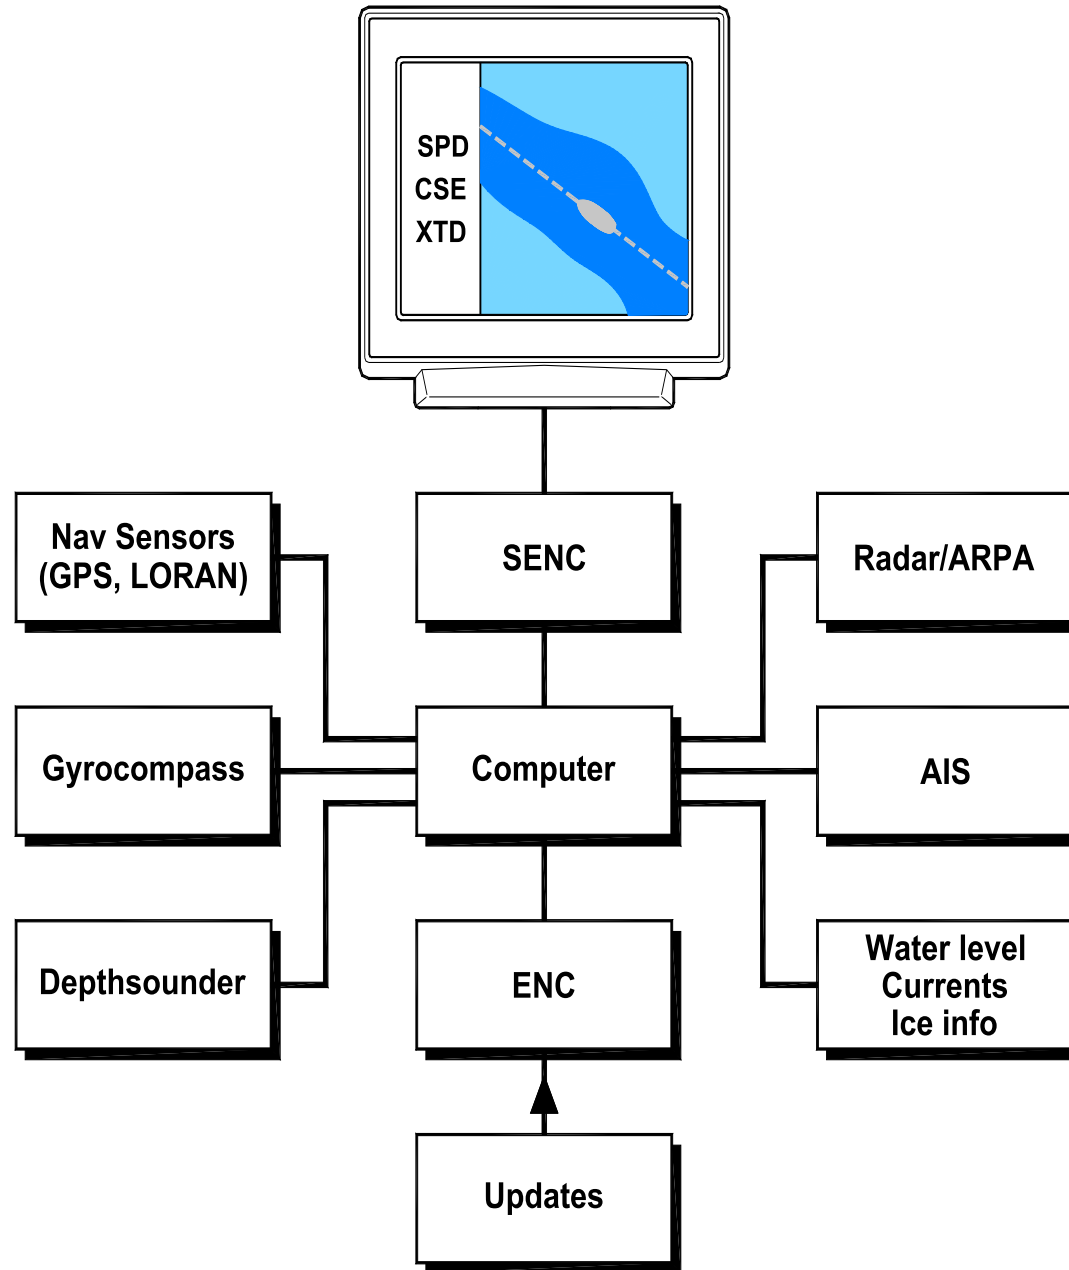 SPD
CSE
XTD
Nav Sensors
(GPS, LORAN)
SENC
Radar/ARPA
Gyrocompass
Computer
AIS
Depthsounder
ENC
Water level
Currents
Ice info
Updates